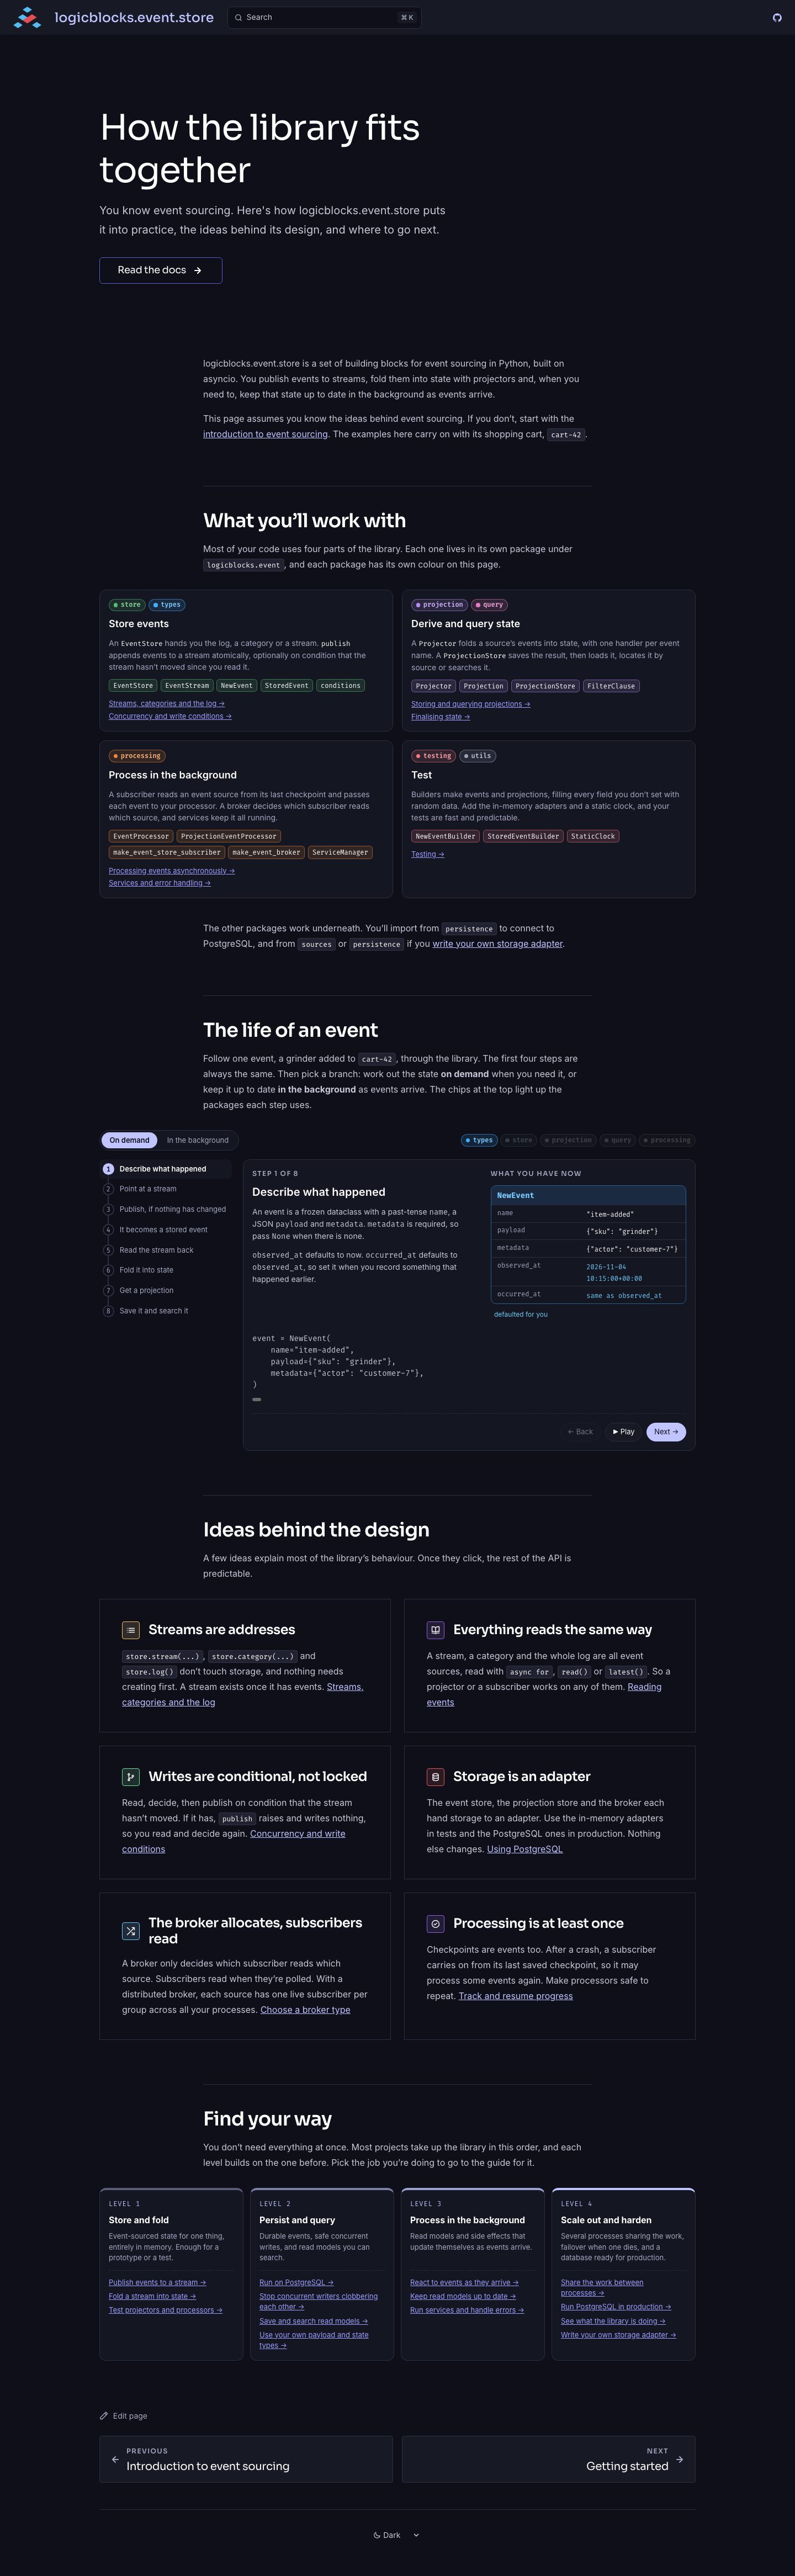 logicblocks.event.store
Search
⌘ K
How the library fits
together
You know event sourcing. Here's how logicblocks.event.store puts
it into practice, the ideas behind its design, and where to go next.
Read the docs →
logicblocks.event.store is a set of building blocks for event sourcing in Python, built on
asyncio. You publish events to streams, fold them into state with projectors and, when you
need to, keep that state up to date in the background as events arrive.
This page assumes you know the ideas behind event sourcing. If you don't, start with the
introduction to event sourcing. The examples here carry on with its shopping cart, cart-42.
What you'll work with
Most of your code uses four parts of the library. Each one lives in its own package under
logicblocks.event, and each package has its own colour on this page.
store types
Store events
An EventStore hands you the log, a category or a stream. publish
appends events to a stream atomically, optionally on condition that the
stream hasn't moved since you read it.
EventStore EventStream NewEvent StoredEvent conditions
Streams, categories and the log →
Concurrency and write conditions →
projection query
Derive and query state
A Projector folds a source's events into state, with one handler per event
name. A ProjectionStore saves the result, then loads it, locates it by
source or searches it.
Projector Projection ProjectionStore FilterClause
Storing and querying projections →
Finalising state →
processing
Process in the background
A subscriber reads an event source from its last checkpoint and passes
each event to your processor. A broker decides which subscriber reads
which source, and services keep it all running.
EventProcessor ProjectionEventProcessor
make_event_store_subscriber make_event_broker ServiceManager
Processing events asynchronously →
Services and error handling →
testing utils
Test
Builders make events and projections, filling every field you don't set with
random data. Add the in-memory adapters and a static clock, and your
tests are fast and predictable.
NewEventBuilder StoredEventBuilder StaticClock
Testing →
The other packages work underneath. You'll import from persistence to connect to
PostgreSQL, and from sources or persistence if you write your own storage adapter.
The life of an event
Follow one event, a grinder added to cart-42, through the library. The first four steps are
always the same. Then pick a branch: work out the state on demand when you need it, or
keep it up to date in the background as events arrive. The chips at the top light up the
packages each step uses.
On demand In the background
types store projection query processing
1 Describe what happened
2 Point at a stream
3 Publish, if nothing has changed
4 It becomes a stored event
5 Read the stream back
6 Fold it into state
7 Get a projection
8 Save it and search it
STEP 1 OF 8
Describe what happened
An event is a frozen dataclass with a past-tense name, a
JSON payload and metadata. metadata is required, so
pass None when there is none.
observed_at defaults to now. occurred_at defaults to
observed_at, so set it when you record something that
happened earlier.
WHAT YOU HAVE NOW
NewEvent
name "item-added"
payload {"sku": "grinder"}
metadata {"actor": "customer-7"}
observed_at 2026-11-04
10:15:00+00:00
occurred_at same as observed_at
defaulted for you
event = NewEvent(
name="item-added",
payload={"sku": "grinder"},
metadata={"actor": "customer-7"},
)
← Back ▶ Play Next →
Ideas behind the design
A few ideas explain most of the library's behaviour. Once they click, the rest of the API is
predictable.
Streams are addresses
store.stream(...), store.category(...) and
store.log() don't touch storage, and nothing needs
creating first. A stream exists once it has events. Streams,
categories and the log
Everything reads the same way
A stream, a category and the whole log are all event
sources, read with async for, read() or latest(). So a
projector or a subscriber works on any of them. Reading
events
Writes are conditional, not locked
Read, decide, then publish on condition that the stream
hasn't moved. If it has, publish raises and writes nothing,
so you read and decide again. Concurrency and write
conditions
Storage is an adapter
The event store, the projection store and the broker each
hand storage to an adapter. Use the in-memory adapters
in tests and the PostgreSQL ones in production. Nothing
else changes. Using PostgreSQL
The broker allocates, subscribers
read
A broker only decides which subscriber reads which
source. Subscribers read when they're polled. With a
distributed broker, each source has one live subscriber per
group across all your processes. Choose a broker type
Processing is at least once
Checkpoints are events too. After a crash, a subscriber
carries on from its last saved checkpoint, so it may
process some events again. Make processors safe to
repeat. Track and resume progress
Find your way
You don't need everything at once. Most projects take up the library in this order, and each
level builds on the one before. Pick the job you're doing to go to the guide for it.
LEVEL 1
Store and fold
Event-sourced state for one thing,
entirely in memory. Enough for a
prototype or a test.
Publish events to a stream →
Fold a stream into state →
Test projectors and processors →
LEVEL 2
Persist and query
Durable events, safe concurrent
writes, and read models you can
search.
Run on PostgreSQL →
Stop concurrent writers clobbering
each other →
Save and search read models →
Use your own payload and state
types →
LEVEL 3
Process in the background
Read models and side effects that
update themselves as events arrive.
React to events as they arrive →
Keep read models up to date →
Run services and handle errors →
LEVEL 4
Scale out and harden
Several processes sharing the work,
failover when one dies, and a
database ready for production.
Share the work between
processes →
Run PostgreSQL in production →
See what the library is doing →
Write your own storage adapter →
Edit page
PREVIOUS
← Introduction to event sourcing
NEXT
Getting started →
Dark